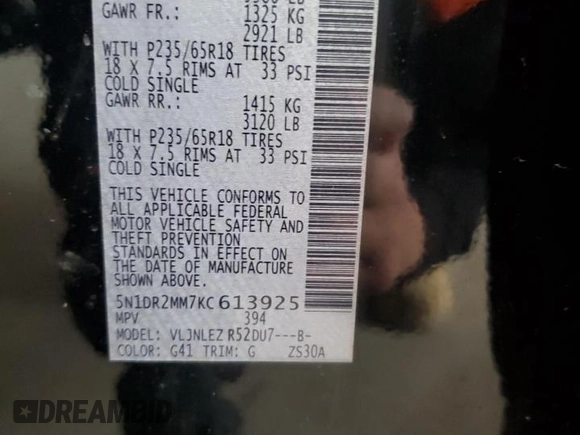 GAWR FR.: 1325 KG
2921 LB
WITH P235/65R18 TIRES
18 X 7.5 RIMS AT 33 PSI
COLD SINGLE
GAWR RR.: 1415 KG
3120 LB
WITH P235/65R18 TIRES
18 X 7.5 RIMS AT 33 PSI
COLD SINGLE
THIS VEHICLE CONFORMS TO
ALL APPLICABLE FEDERAL
MOTOR VEHICLE SAFETY AND
THEFT PREVENTION
STANDARDS IN EFFECT ON
THE DATE OF MANUFACTURE
SHOWN ABOVE.
5N1DR2MM7KC613925
MPV 394
MODEL: VLJNLEZ R52DU7---B-
COLOR: G41 TRIM: G ZS30A
DREAMBID